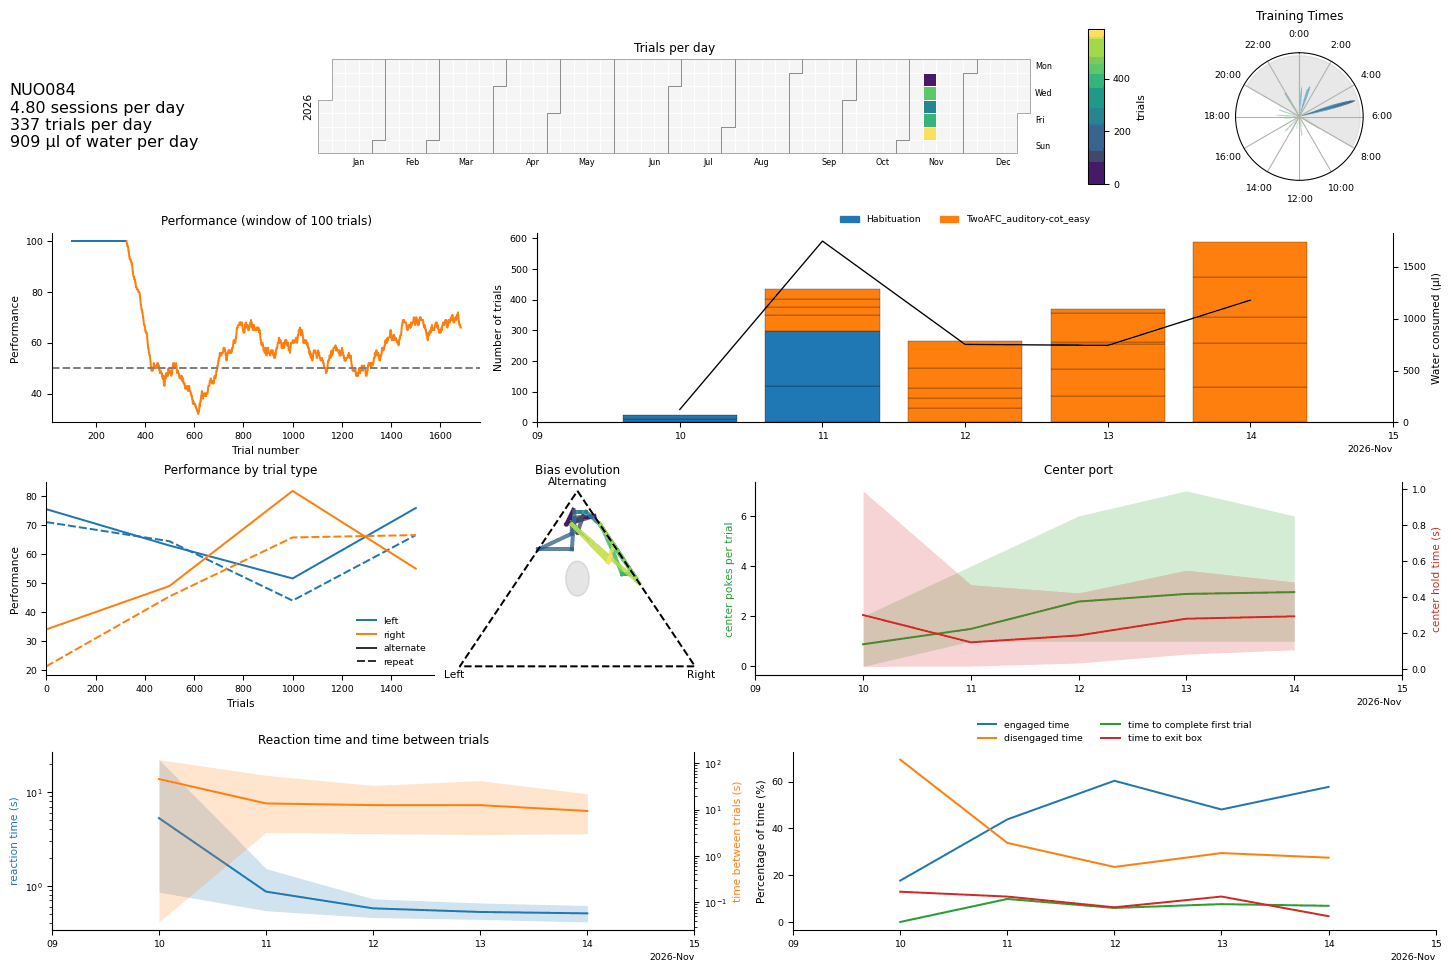 NUO084
4.80 sessions per day
337 trials per day
909 µl of water per day
Trials per day
2026
Mon
Wed
Fri
Sun
Jan Feb Mar Apr May Jun Jul Aug Sep Oct Nov Dec
400
200
0
trials
Training Times
0:00
2:00
4:00
6:00
8:00
10:00
12:00
14:00
16:00
18:00
20:00
22:00
Performance (window of 100 trials)
Performance
100
80
60
40
200 400 600 800 1000 1200 1400 1600
Trial number
Habituation TwoAFC_auditory-cot_easy
Number of trials
600
500
400
300
200
100
0
09 10 11 12 13 14 15
2026-Nov
1500
1000
500
0
Water consumed (µl)
Performance by trial type
Performance
80
70
60
50
40
30
20
0 200 400 600 800 1000 1200 1400
Trials
left
right
alternate
repeat
Bias evolution
Alternating
Left Right
Center port
center pokes per trial
6
4
2
0
09 10 11 12 13 14 15
2026-Nov
1.0
0.8
0.6
0.4
0.2
0.0
center hold time (s)
Reaction time and time between trials
reaction time (s)
10¹
10⁰
09 10 11 12 13 14 15
2026-Nov
10²
10¹
10⁰
10⁻¹
time between trials (s)
engaged time
disengaged time
time to complete first trial
time to exit box
Percentage of time (%)
60
40
20
0
09 10 11 12 13 14 15
2026-Nov